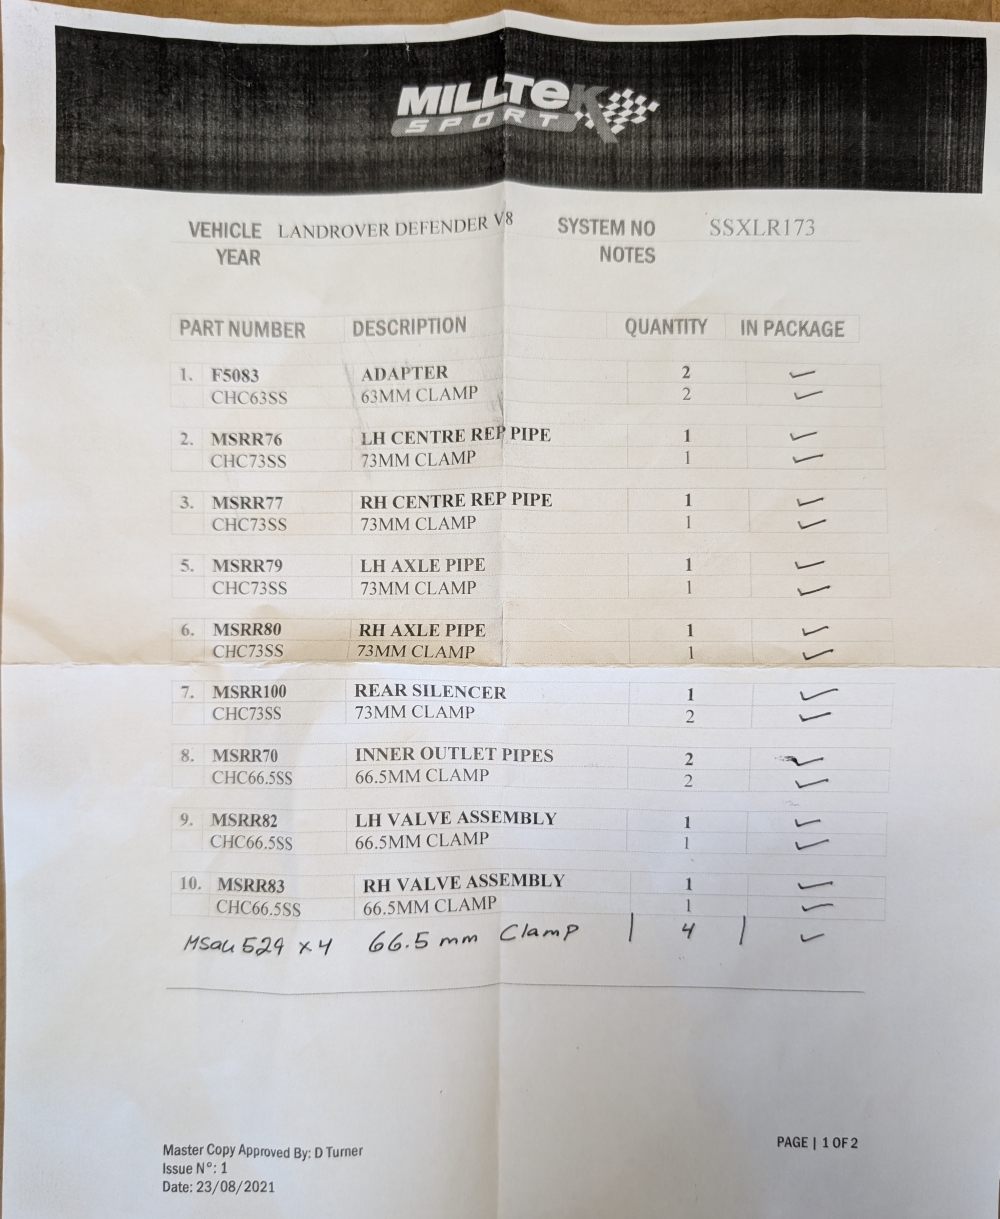 MILLTEK
SPORT
VEHICLE LANDROVER DEFENDER V8 SYSTEM NO SSXLR173
YEAR NOTES
PART NUMBER DESCRIPTION QUANTITY IN PACKAGE
1. F5083 ADAPTER 2
CHC63SS 63MM CLAMP 2
2. MSRR76 LH CENTRE REP PIPE 1
CHC73SS 73MM CLAMP 1
3. MSRR77 RH CENTRE REP PIPE 1
CHC73SS 73MM CLAMP 1
5. MSRR79 LH AXLE PIPE 1
CHC73SS 73MM CLAMP 1
6. MSRR80 RH AXLE PIPE 1
CHC73SS 73MM CLAMP 1
7. MSRR100 REAR SILENCER 1
CHC73SS 73MM CLAMP 2
8. MSRR70 INNER OUTLET PIPES 2
CHC66.5SS 66.5MM CLAMP 2
9. MSRR82 LH VALVE ASSEMBLY 1
CHC66.5SS 66.5MM CLAMP 1
10. MSRR83 RH VALVE ASSEMBLY 1
CHC66.5SS 66.5MM CLAMP 1
MSau 529 x4 66.5 mm Clamp | 4 |
Master Copy Approved By: D Turner
Issue N°: 1
Date: 23/08/2021
PAGE | 1 OF 2